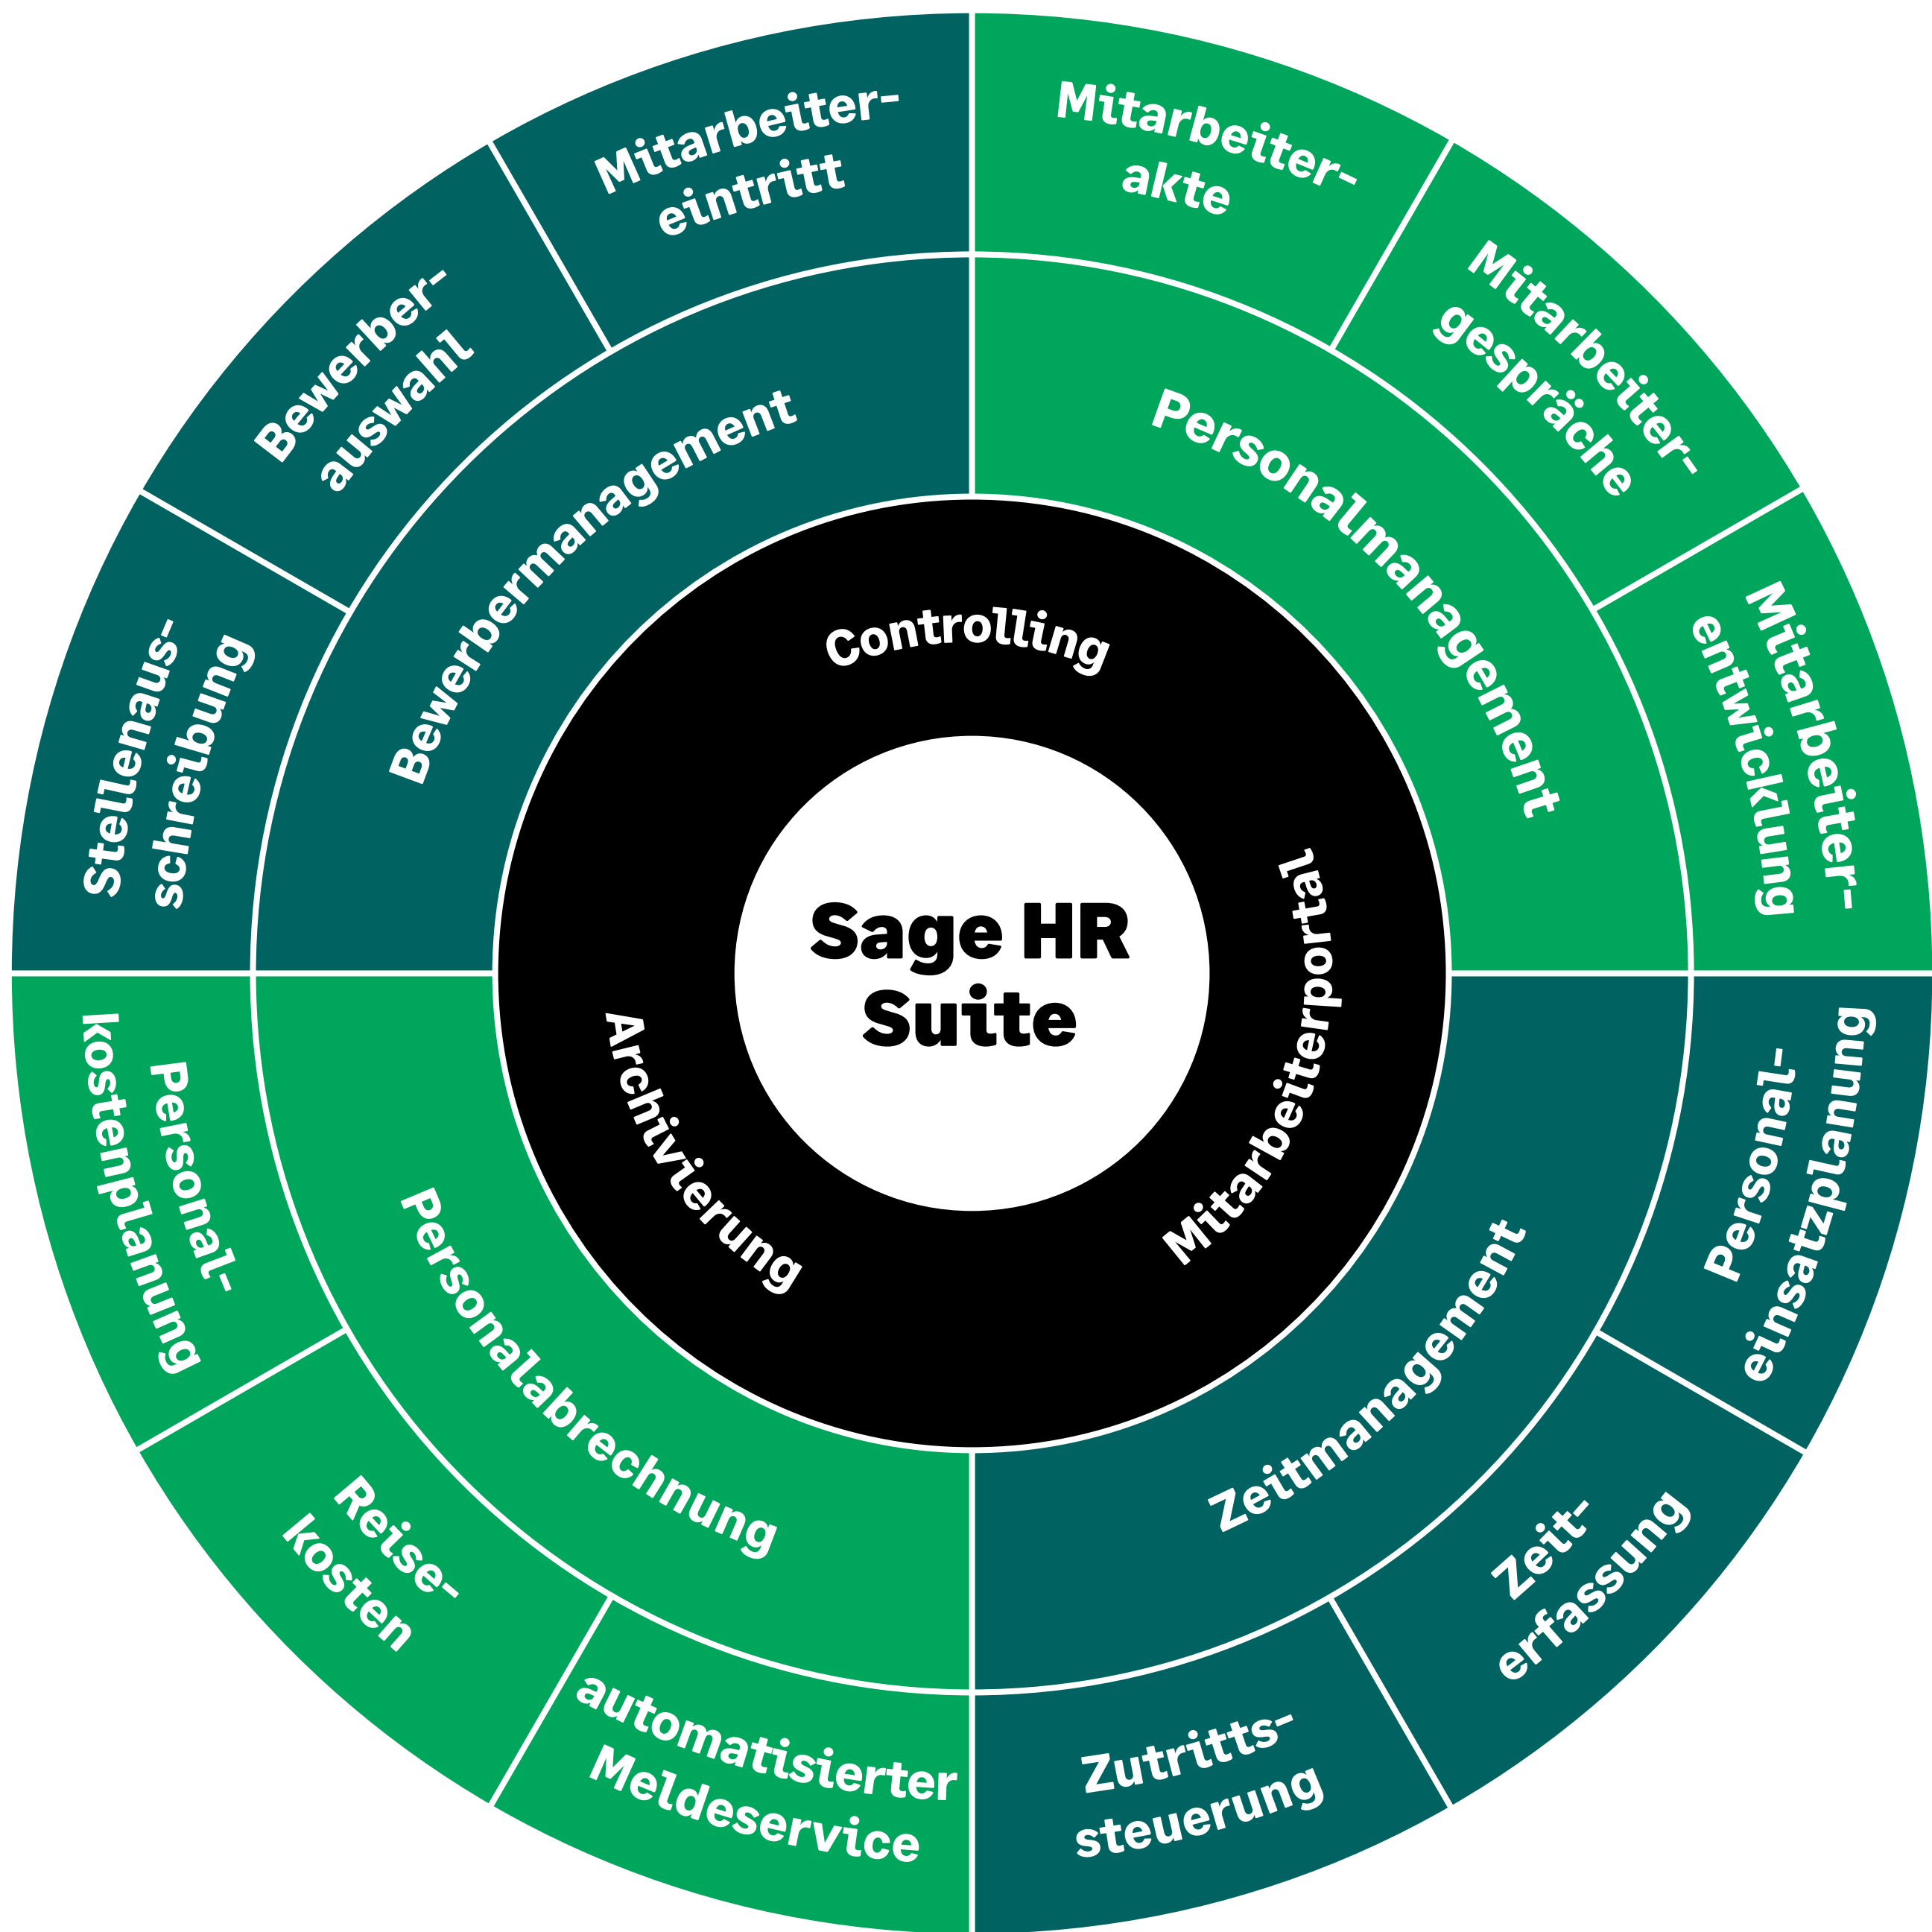 Mitarbeiter-
eintritt
Mitarbeiter-
akte
Bewerber-
auswahl
Mitarbeiter-
gespräche
Stellenaus-
schreibung
Mitarbeiter-
entwicklung
Bewerbermanagement
Personalmanagement
Controlling
Mitarbeiterportal
Archivierung
Sage HR
Suite
Personal-
kostenplanung
Personal-
einsatzplanung
Personalabrechnung
Zeitmanagement
Reise-
kosten
Zeit-
erfassung
automatisierter
Meldeservice
Zutritts-
steuerung